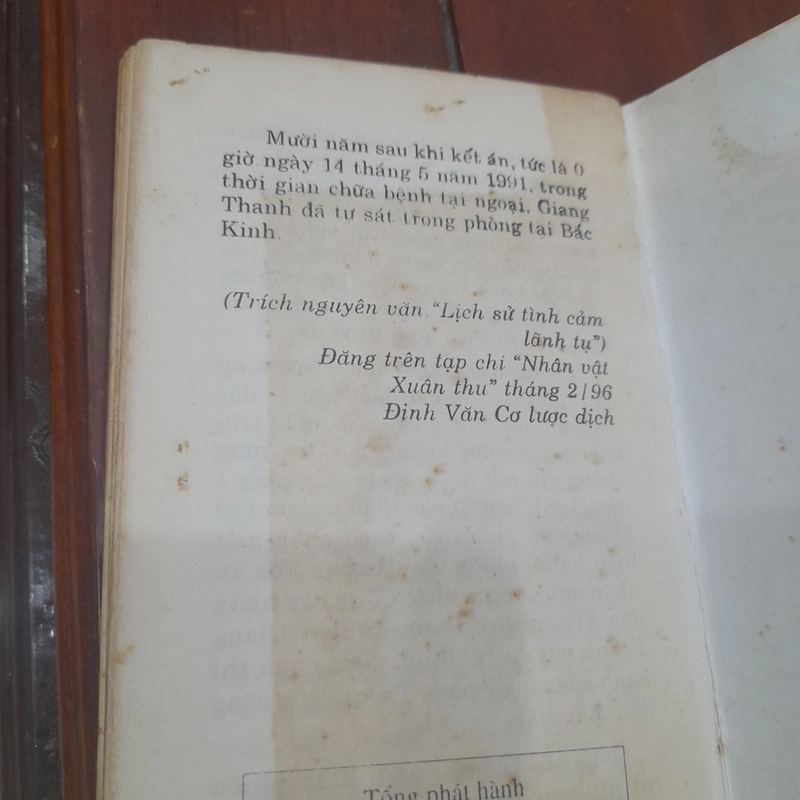 Mười năm sau khi kết án, tức là 0
giờ ngày 14 tháng 5 năm 1991, trong
thời gian chữa bệnh tại ngoại, Giang
Thanh đã tư sát trong phòng tại Bắc
Kinh.
(Trích nguyên văn "Lịch sử tình cảm
lãnh tụ")
Đăng trên tạp chí "Nhân vật
Xuân thu" tháng 2/96
Đinh Văn Cơ lược dịch
Tổng phát hành